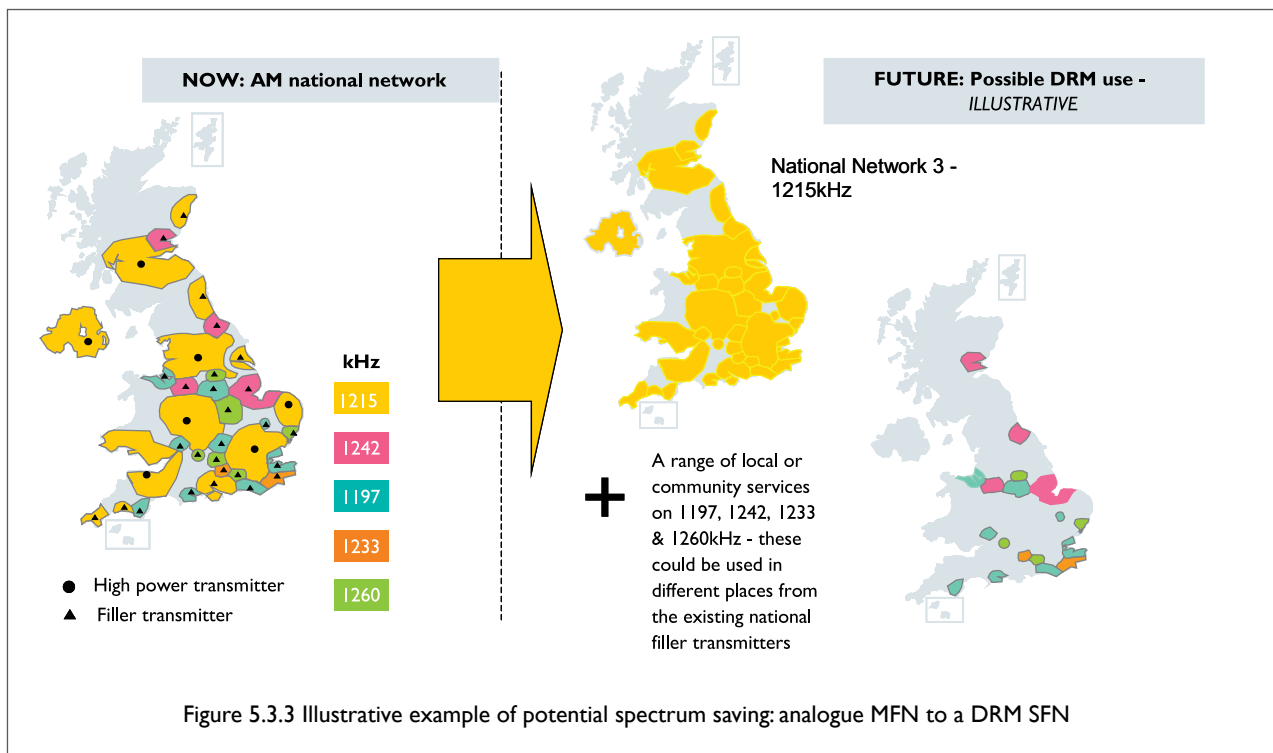 NOW: AM national network
FUTURE: Possible DRM use -
ILLUSTRATIVE
National Network 3 -
1215kHz
kHz
1215
1242
1197
1233
1260
High power transmitter
Filler transmitter
+
A range of local or
community services
on 1197, 1242, 1233
& 1260kHz - these
could be used in
different places from
the existing national
filler transmitters
Figure 5.3.3 Illustrative example of potential spectrum saving: analogue MFN to a DRM SFN